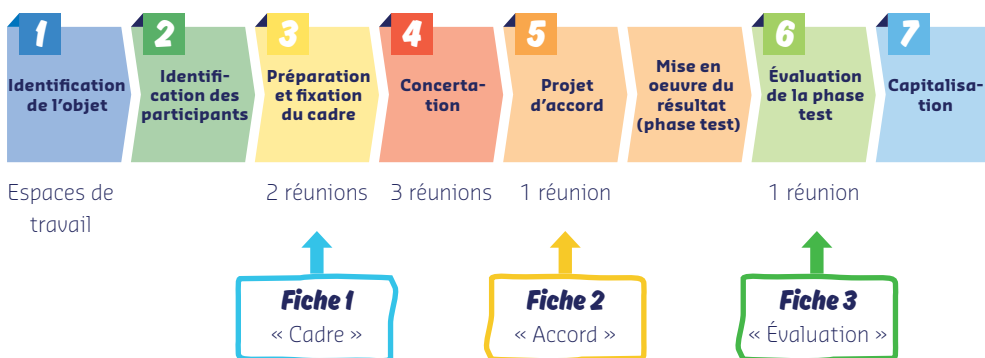 1
Identification
de l'objet
2
Identifi-
cation des
participants
3
Préparation
et fixation
du cadre
4
Concerta-
tion
5
Projet
d'accord
Mise en
oeuvre du
résultat
(phase test)
6
Évaluation
de la phase
test
7
Capitalisa-
tion
Espaces de
travail
2 réunions
3 réunions
1 réunion
1 réunion
Fiche 1
« Cadre »
Fiche 2
« Accord »
Fiche 3
« Évaluation »